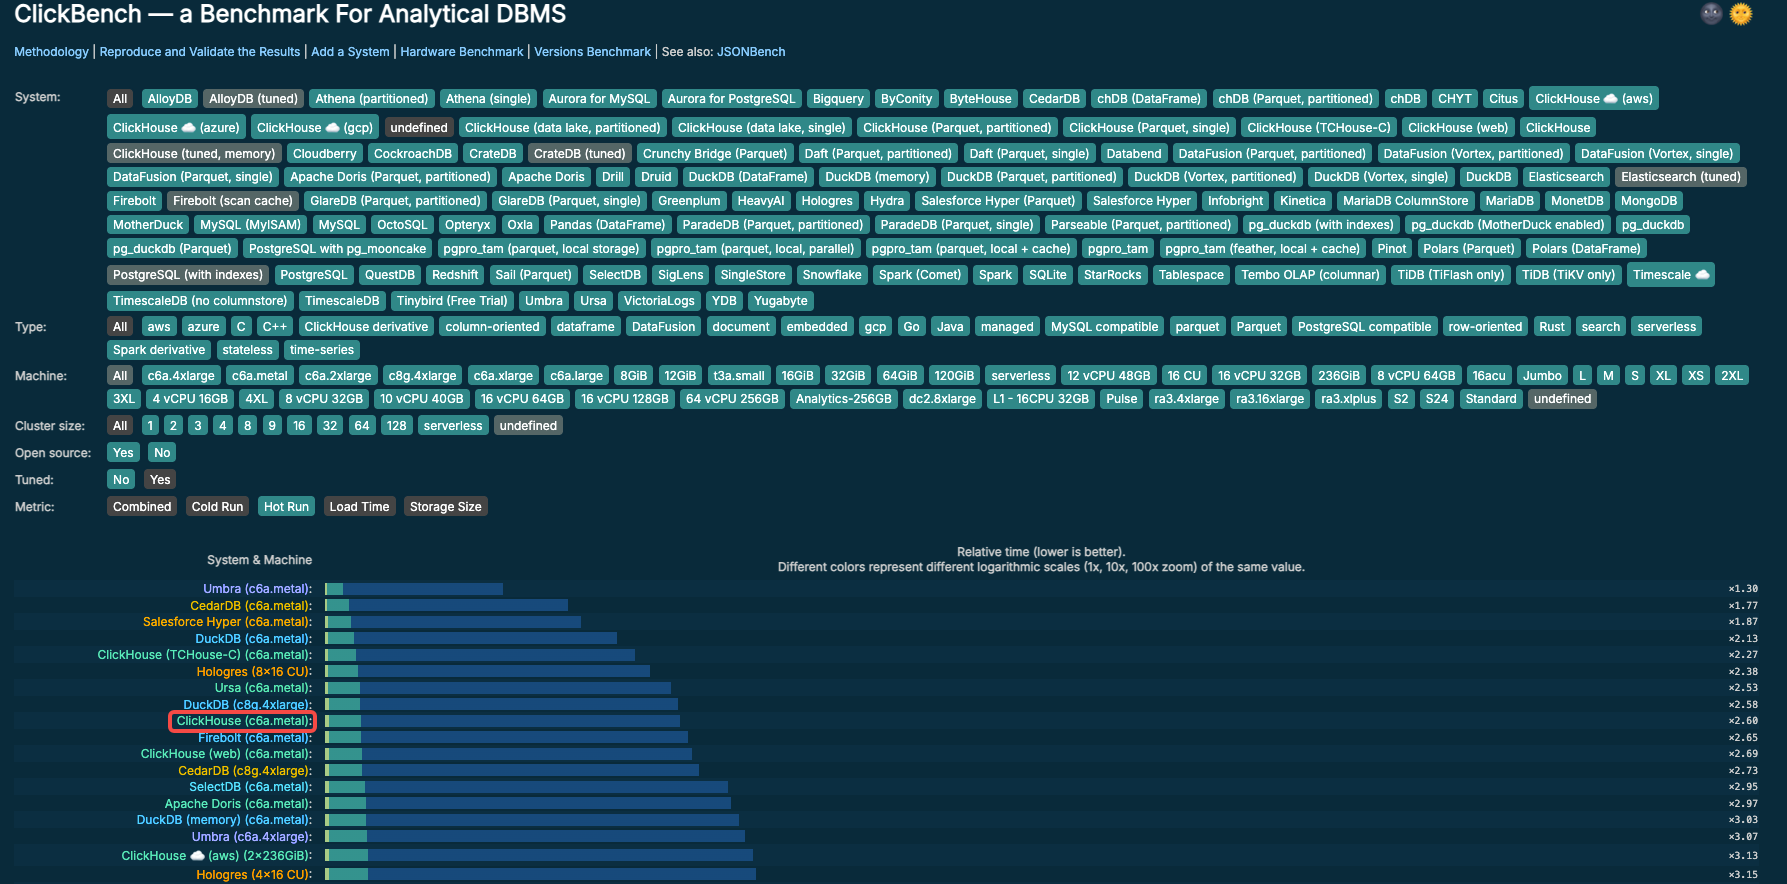 ClickBench — a Benchmark For Analytical DBMS
🌚🌞
Methodology | Reproduce and Validate the Results | Add a System | Hardware Benchmark | Versions Benchmark | See also: JSONBench
System: All AlloyDB AlloyDB (tuned) Athena (partitioned) Athena (single) Aurora for MySQL Aurora for PostgreSQL Bigquery ByConity ByteHouse CedarDB chDB (DataFrame) chDB (Parquet, partitioned) chDB CHYT Citus ClickHouse ☁️ (aws)
ClickHouse ☁️ (azure) ClickHouse ☁️ (gcp) undefined ClickHouse (data lake, partitioned) ClickHouse (data lake, single) ClickHouse (Parquet, partitioned) ClickHouse (Parquet, single) ClickHouse (TCHouse-C) ClickHouse (web) ClickHouse
ClickHouse (tuned, memory) Cloudberry CockroachDB CrateDB CrateDB (tuned) Crunchy Bridge (Parquet) Daft (Parquet, partitioned) Daft (Parquet, single) Databend DataFusion (Parquet, partitioned) DataFusion (Vortex, partitioned) DataFusion (Vortex, single)
DataFusion (Parquet, single) Apache Doris (Parquet, partitioned) Apache Doris Drill Druid DuckDB (DataFrame) DuckDB (memory) DuckDB (Parquet, partitioned) DuckDB (Vortex, partitioned) DuckDB (Vortex, single) DuckDB Elasticsearch Elasticsearch (tuned)
Firebolt Firebolt (scan cache) GlareDB (Parquet, partitioned) GlareDB (Parquet, single) Greenplum HeavyAI Hologres Hydra Salesforce Hyper (Parquet) Salesforce Hyper Infobright Kinetica MariaDB ColumnStore MariaDB MonetDB MongoDB
MotherDuck MySQL (MyISAM) MySQL OctoSQL Opteryx Oxla Pandas (DataFrame) ParadeDB (Parquet, partitioned) ParadeDB (Parquet, single) Parseable (Parquet, partitioned) pg_duckdb (with indexes) pg_duckdb (MotherDuck enabled) pg_duckdb
pg_duckdb (Parquet) PostgreSQL with pg_mooncake pgpro_tam (parquet, local storage) pgpro_tam (parquet, local, parallel) pgpro_tam (parquet, local + cache) pgpro_tam pgpro_tam (feather, local + cache) Pinot Polars (Parquet) Polars (DataFrame)
PostgreSQL (with indexes) PostgreSQL QuestDB Redshift Sail (Parquet) SelectDB SigLens SingleStore Snowflake Spark (Comet) Spark SQLite StarRocks Tablespace Tembo OLAP (columnar) TiDB (TiFlash only) TiDB (TiKV only) Timescale ☁️
TimescaleDB (no columnstore) TimescaleDB Tinybird (Free Trial) Umbra Ursa VictoriaLogs YDB Yugabyte
Type: All aws azure C C++ ClickHouse derivative column-oriented dataframe DataFusion document embedded gcp Go Java managed MySQL compatible parquet Parquet PostgreSQL compatible row-oriented Rust search serverless
Spark derivative stateless time-series
Machine: All c6a.4xlarge c6a.metal c6a.2xlarge c8g.4xlarge c6a.xlarge c6a.large 8GiB 12GiB t3a.small 16GiB 32GiB 64GiB 120GiB serverless 12 vCPU 48GB 16 CU 16 vCPU 32GB 236GiB 8 vCPU 64GB 16acu Jumbo L M S XL XS 2XL
3XL 4 vCPU 16GB 4XL 8 vCPU 32GB 10 vCPU 40GB 16 vCPU 64GB 16 vCPU 128GB 64 vCPU 256GB Analytics-256GB dc2.8xlarge L1 - 16CPU 32GB Pulse ra3.4xlarge ra3.16xlarge ra3.xlplus S2 S24 Standard undefined
Cluster size: All 1 2 3 4 8 9 16 32 64 128 serverless undefined
Open source: Yes No
Tuned: No Yes
Metric: Combined Cold Run Hot Run Load Time Storage Size
System & Machine
Relative time (lower is better).
Different colors represent different logarithmic scales (1x, 10x, 100x zoom) of the same value.
Umbra (c6a.metal): ×1.30
CedarDB (c6a.metal): ×1.77
Salesforce Hyper (c6a.metal): ×1.87
DuckDB (c6a.metal): ×2.13
ClickHouse (TCHouse-C) (c6a.metal): ×2.27
Hologres (8×16 CU): ×2.38
Ursa (c6a.metal): ×2.53
DuckDB (c8g.4xlarge): ×2.58
ClickHouse (c6a.metal): ×2.60
Firebolt (c6a.metal): ×2.65
ClickHouse (web) (c6a.metal): ×2.69
CedarDB (c8g.4xlarge): ×2.73
SelectDB (c6a.metal): ×2.95
Apache Doris (c6a.metal): ×2.97
DuckDB (memory) (c6a.metal): ×3.03
Umbra (c6a.4xlarge): ×3.07
ClickHouse ☁️ (aws) (2×236GiB): ×3.13
Hologres (4×16 CU): ×3.15